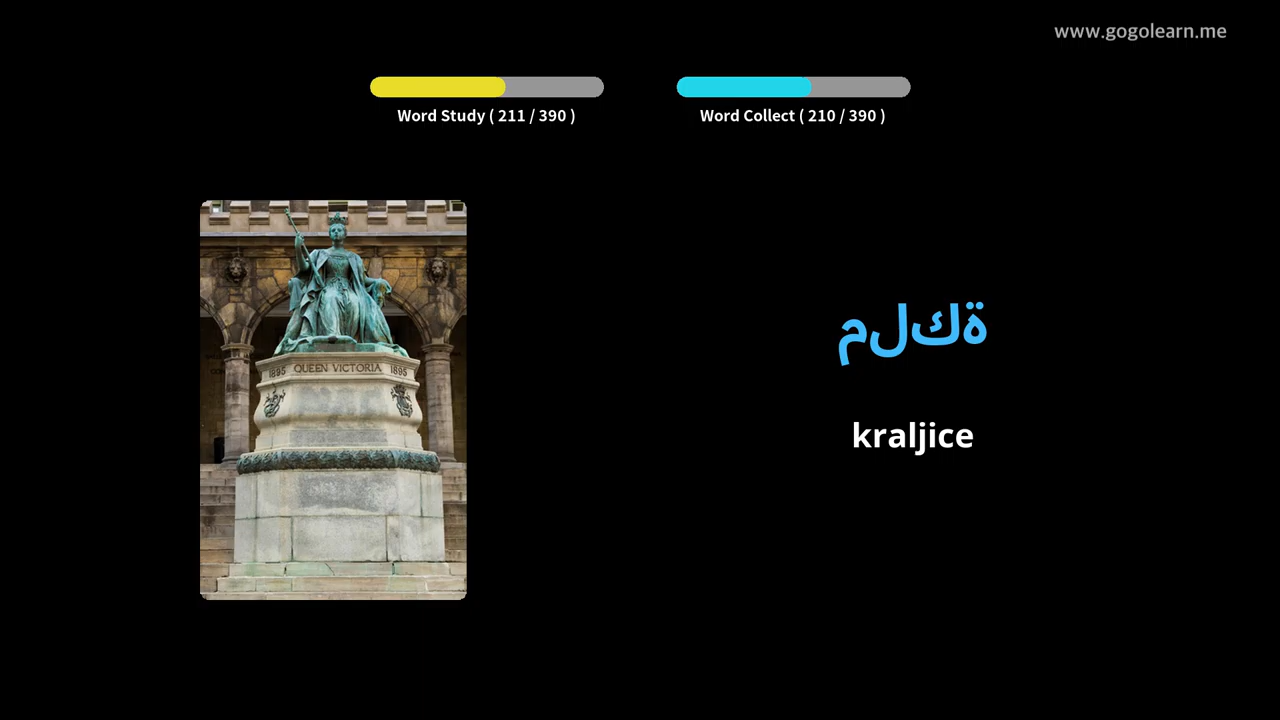 www.gogolearn.me
Word Study ( 211 / 390 )
Word Collect ( 210 / 390 )
1895 QUEEN VICTORIA 1895
ملكة
kraljice